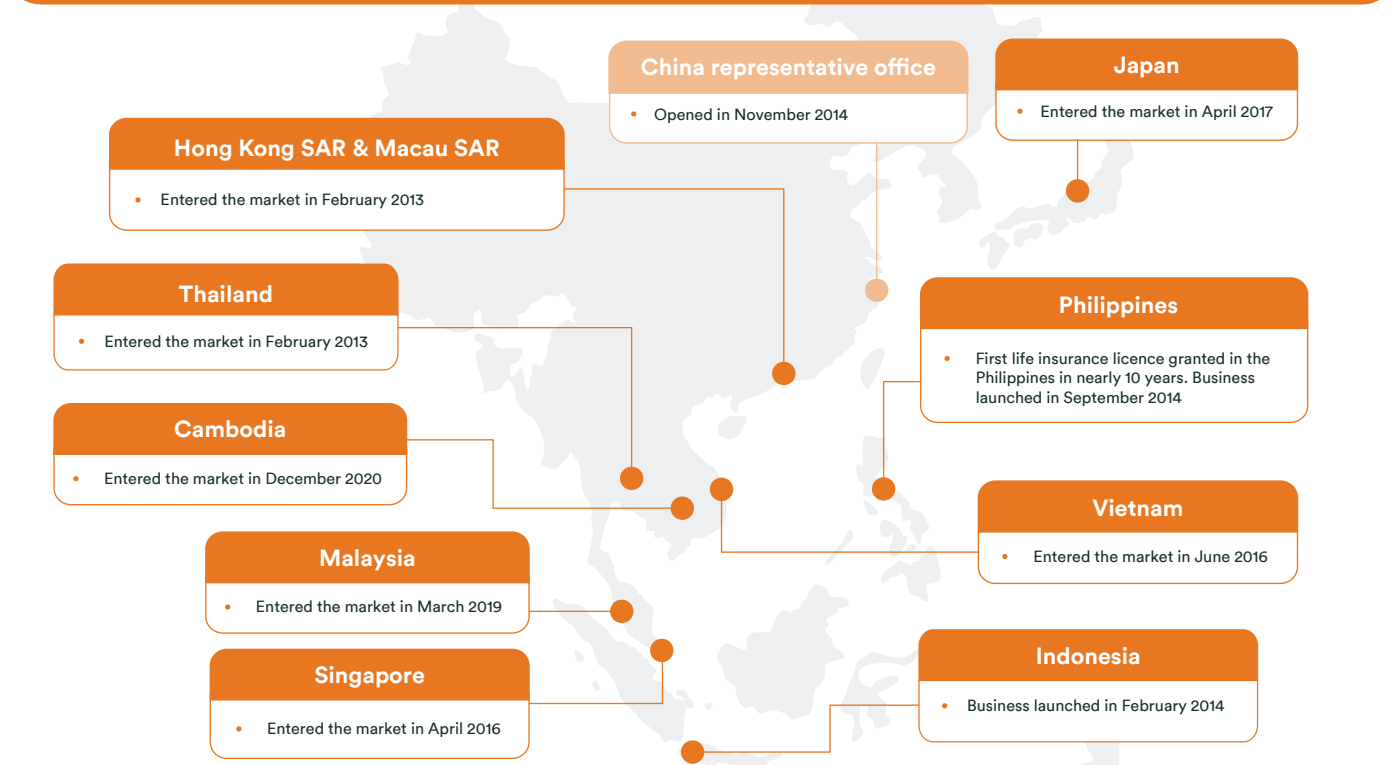 China representative office
• Opened in November 2014
Japan
• Entered the market in April 2017
Hong Kong SAR & Macau SAR
• Entered the market in February 2013
Thailand
• Entered the market in February 2013
Philippines
• First life insurance licence granted in the
Philippines in nearly 10 years. Business
launched in September 2014
Cambodia
• Entered the market in December 2020
Vietnam
• Entered the market in June 2016
Malaysia
• Entered the market in March 2019
Singapore
• Entered the market in April 2016
Indonesia
• Business launched in February 2014